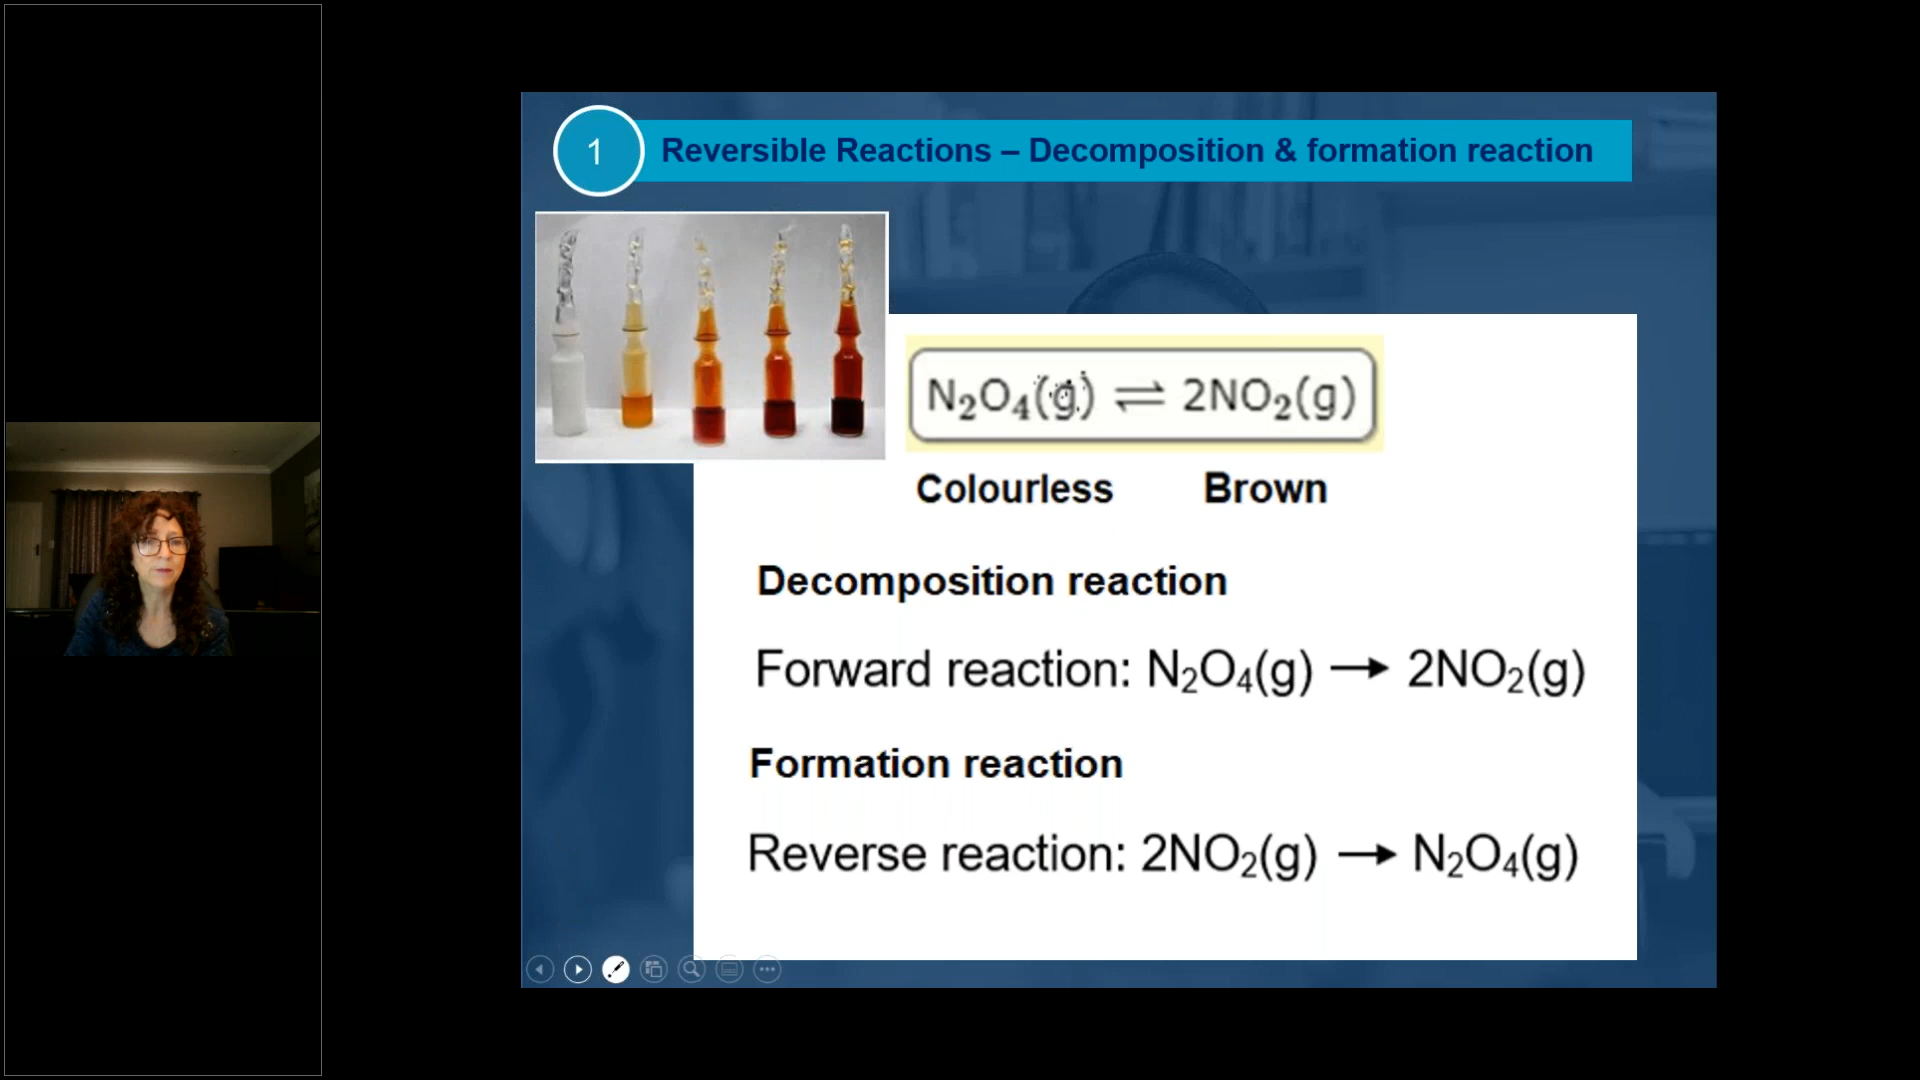 1
Reversible Reactions – Decomposition & formation reaction
N₂O₄(g) ⇌ 2NO₂(g)
Colourless Brown
Decomposition reaction
Forward reaction: N₂O₄(g) → 2NO₂(g)
Formation reaction
Reverse reaction: 2NO₂(g) → N₂O₄(g)